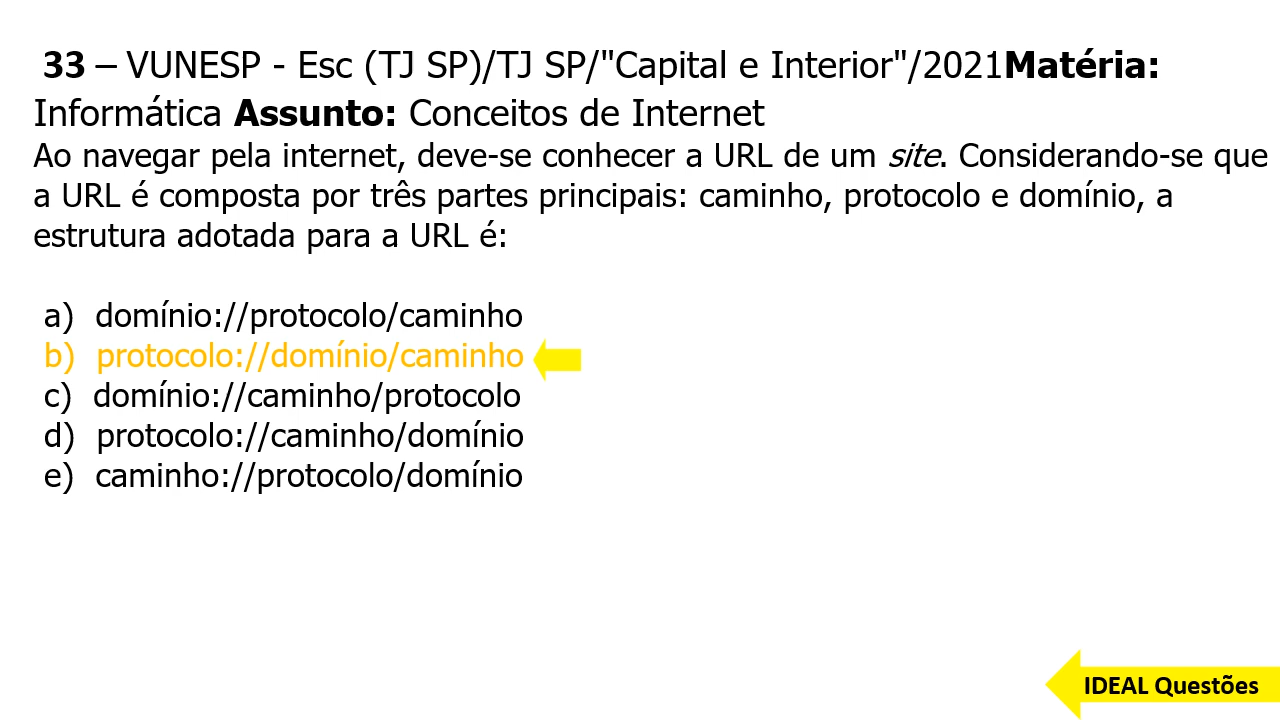 33 – VUNESP - Esc (TJ SP)/TJ SP/"Capital e Interior"/2021Matéria:
Informática Assunto: Conceitos de Internet
Ao navegar pela internet, deve-se conhecer a URL de um site. Considerando-se que
a URL é composta por três partes principais: caminho, protocolo e domínio, a
estrutura adotada para a URL é:
a) domínio://protocolo/caminho
b) protocolo://domínio/caminho
c) domínio://caminho/protocolo
d) protocolo://caminho/domínio
e) caminho://protocolo/domínio
IDEAL Questões